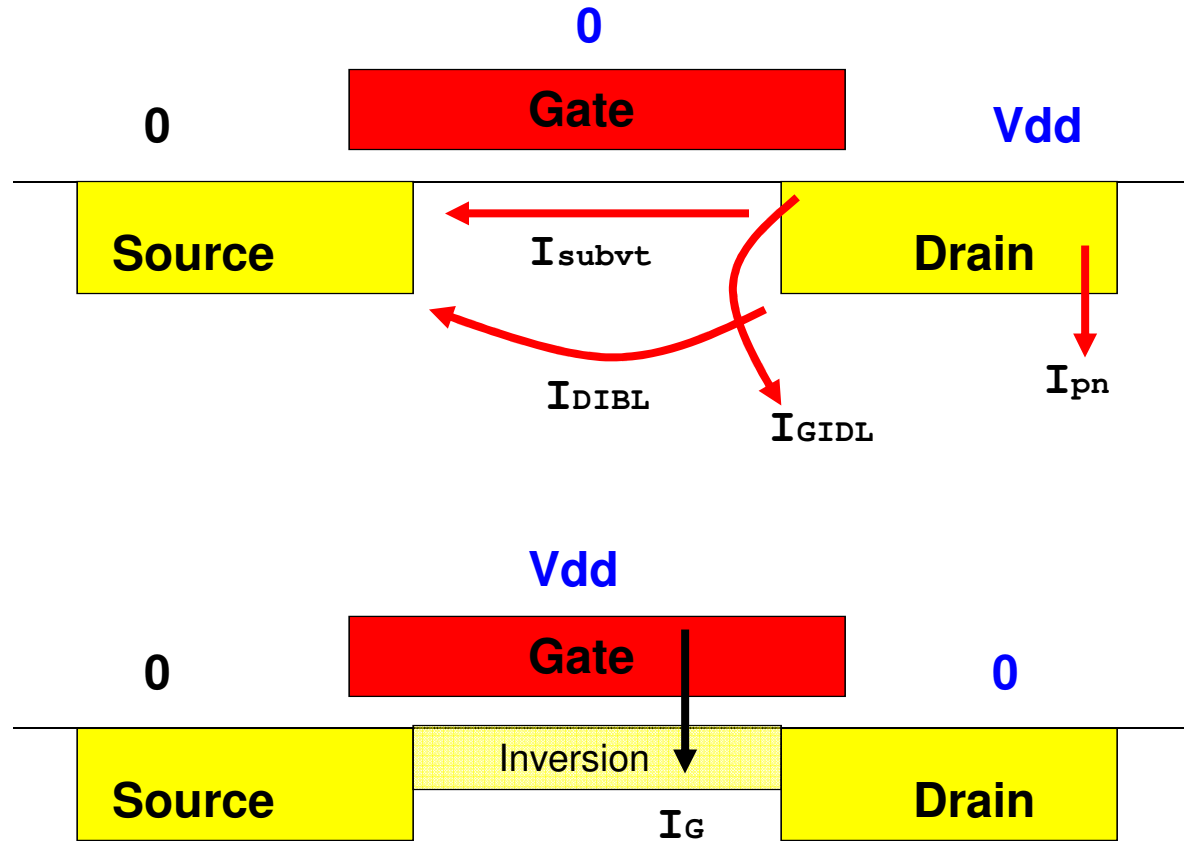 0
Gate
0
Vdd
Source
Isubvt
Drain
IDIBL
Ipn
IGIDL
Vdd
Gate
0
0
Inversion
Source
Drain
IG